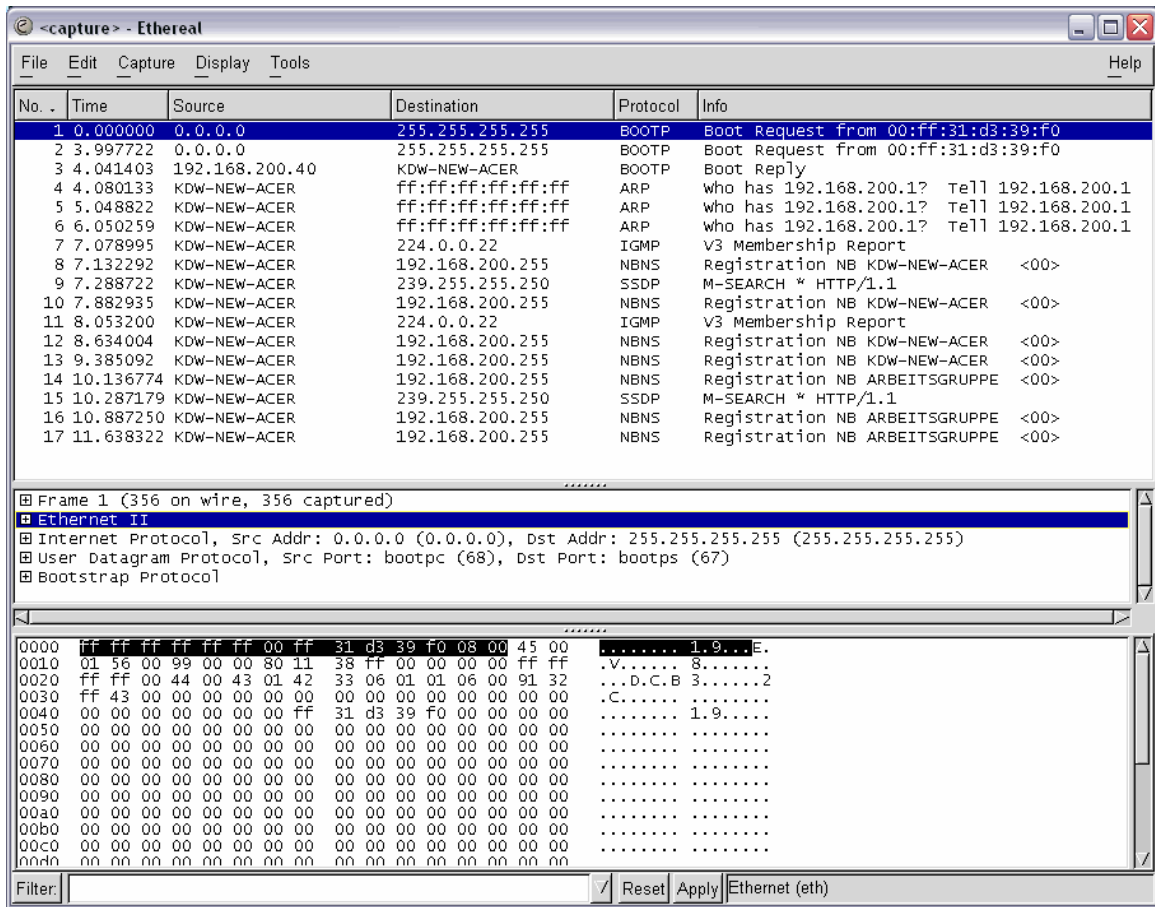 <capture> - Ethereal
File Edit Capture Display Tools Help
No. . Time Source Destination Protocol Info
1 0.000000 0.0.0.0 255.255.255.255 BOOTP Boot Request from 00:ff:31:d3:39:f0
2 3.997722 0.0.0.0 255.255.255.255 BOOTP Boot Request from 00:ff:31:d3:39:f0
3 4.041403 192.168.200.40 KDW-NEW-ACER BOOTP Boot Reply
4 4.080133 KDW-NEW-ACER ff:ff:ff:ff:ff:ff ARP who has 192.168.200.1? Tell 192.168.200.1
5 5.048822 KDW-NEW-ACER ff:ff:ff:ff:ff:ff ARP who has 192.168.200.1? Tell 192.168.200.1
6 6.050259 KDW-NEW-ACER ff:ff:ff:ff:ff:ff ARP who has 192.168.200.1? Tell 192.168.200.1
7 7.078995 KDW-NEW-ACER 224.0.0.22 IGMP V3 Membership Report
8 7.132292 KDW-NEW-ACER 192.168.200.255 NBNS Registration NB KDW-NEW-ACER <00>
9 7.288722 KDW-NEW-ACER 239.255.255.250 SSDP M-SEARCH * HTTP/1.1
10 7.882935 KDW-NEW-ACER 192.168.200.255 NBNS Registration NB KDW-NEW-ACER <00>
11 8.053200 KDW-NEW-ACER 224.0.0.22 IGMP V3 Membership Report
12 8.634004 KDW-NEW-ACER 192.168.200.255 NBNS Registration NB KDW-NEW-ACER <00>
13 9.385092 KDW-NEW-ACER 192.168.200.255 NBNS Registration NB KDW-NEW-ACER <00>
14 10.136774 KDW-NEW-ACER 192.168.200.255 NBNS Registration NB ARBEITSGRUPPE <00>
15 10.287179 KDW-NEW-ACER 239.255.255.250 SSDP M-SEARCH * HTTP/1.1
16 10.887250 KDW-NEW-ACER 192.168.200.255 NBNS Registration NB ARBEITSGRUPPE <00>
17 11.638322 KDW-NEW-ACER 192.168.200.255 NBNS Registration NB ARBEITSGRUPPE <00>
Frame 1 (356 on wire, 356 captured)
Ethernet II
Internet Protocol, Src Addr: 0.0.0.0 (0.0.0.0), Dst Addr: 255.255.255.255 (255.255.255.255)
User Datagram Protocol, Src Port: bootpc (68), Dst Port: bootps (67)
Bootstrap Protocol
0000 ff ff ff ff ff ff 00 ff 31 d3 39 f0 08 00 45 00 ........ 1.9...E.
0010 01 56 00 99 00 00 80 11 38 ff 00 00 00 00 ff ff .V...... 8.......
0020 ff ff 00 44 00 43 01 42 33 06 01 01 06 00 91 32 ...D.C.B 3......2
0030 ff 43 00 00 00 00 00 00 00 00 00 00 00 00 00 00 .C...... ........
0040 00 00 00 00 00 00 00 ff 31 d3 39 f0 00 00 00 00 ........ 1.9.....
0050 00 00 00 00 00 00 00 00 00 00 00 00 00 00 00 00 ........ ........
0060 00 00 00 00 00 00 00 00 00 00 00 00 00 00 00 00 ........ ........
0070 00 00 00 00 00 00 00 00 00 00 00 00 00 00 00 00 ........ ........
0080 00 00 00 00 00 00 00 00 00 00 00 00 00 00 00 00 ........ ........
0090 00 00 00 00 00 00 00 00 00 00 00 00 00 00 00 00 ........ ........
00a0 00 00 00 00 00 00 00 00 00 00 00 00 00 00 00 00 ........ ........
00b0 00 00 00 00 00 00 00 00 00 00 00 00 00 00 00 00 ........ ........
00c0 00 00 00 00 00 00 00 00 00 00 00 00 00 00 00 00 ........ ........
00d0 00 00 00 00 00 00 00 00 00 00 00 00 00 00 00 00 ........ ........
Filter: Reset Apply Ethernet (eth)